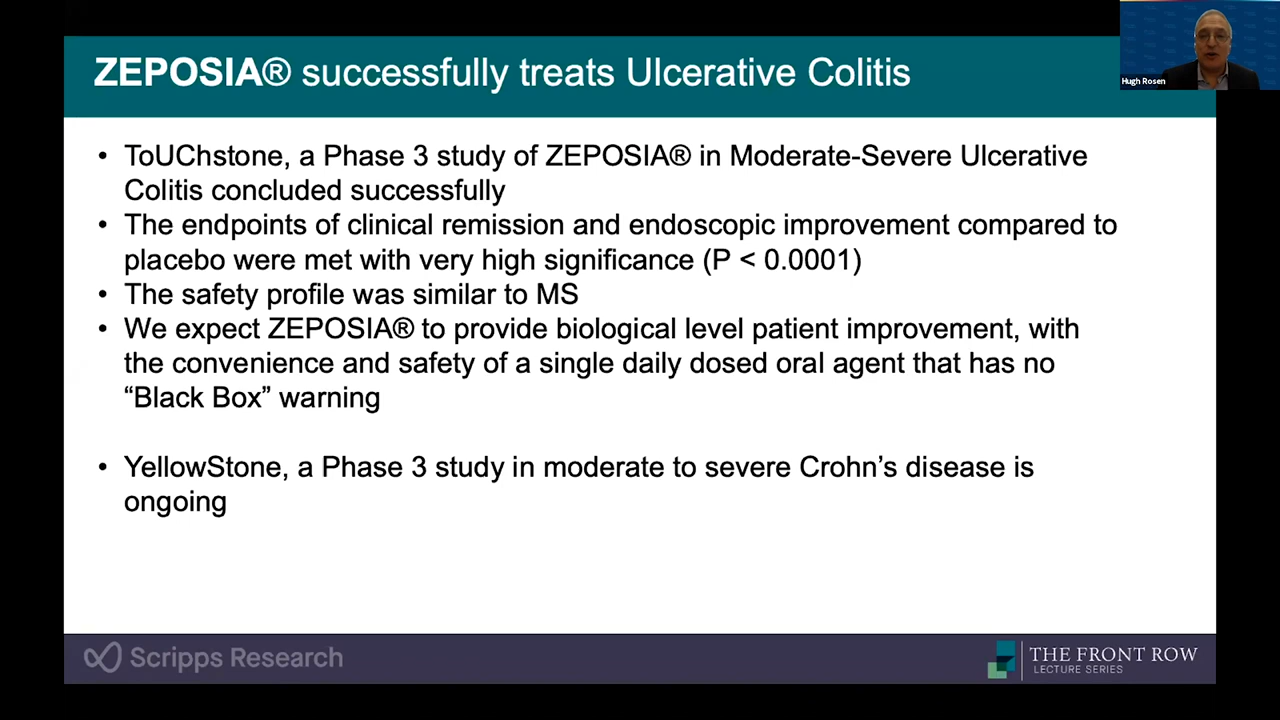 ZEPOSIA® successfully treats Ulcerative Colitis
Hugh Rosen
• ToUChstone, a Phase 3 study of ZEPOSIA® in Moderate-Severe Ulcerative
Colitis concluded successfully
• The endpoints of clinical remission and endoscopic improvement compared to
placebo were met with very high significance (P < 0.0001)
• The safety profile was similar to MS
• We expect ZEPOSIA® to provide biological level patient improvement, with
the convenience and safety of a single daily dosed oral agent that has no
“Black Box” warning
• YellowStone, a Phase 3 study in moderate to severe Crohn’s disease is
ongoing
Scripps Research
THE FRONT ROW
LECTURE SERIES